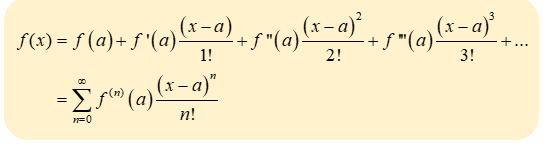 f(x) = f(a) + f'(a) (x−a)/1! + f"(a) (x−a)²/2! + f'''(a) (x−a)³/3! + ...
= ∑_{n=0}^{∞} f⁽ⁿ⁾(a) (x−a)ⁿ/n!